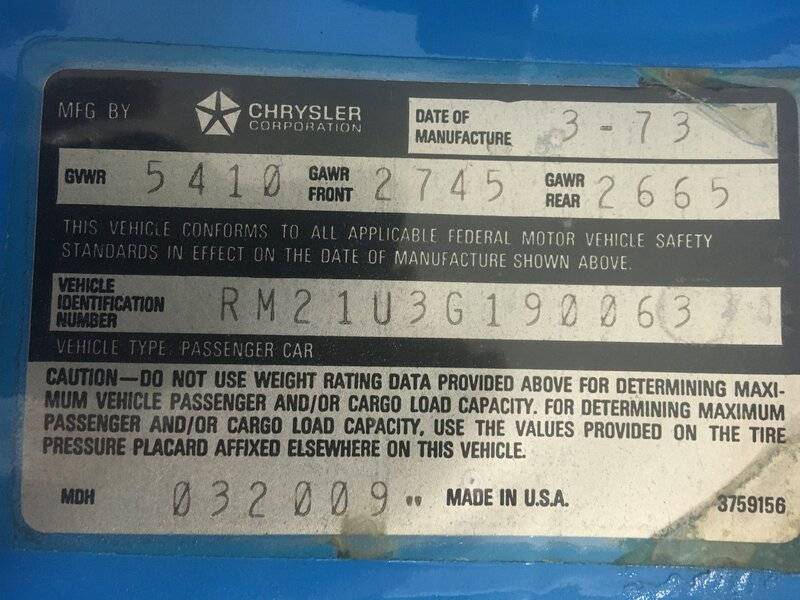 MFG BY CHRYSLER CORPORATION DATE OF MANUFACTURE 3-73
GVWR 5410 GAWR FRONT 2745 GAWR REAR 2665
THIS VEHICLE CONFORMS TO ALL APPLICABLE FEDERAL MOTOR VEHICLE SAFETY
STANDARDS IN EFFECT ON THE DATE OF MANUFACTURE SHOWN ABOVE.
VEHICLE IDENTIFICATION NUMBER RM21U3G190063
VEHICLE TYPE: PASSENGER CAR
CAUTION—DO NOT USE WEIGHT RATING DATA PROVIDED ABOVE FOR DETERMINING MAXI-
MUM VEHICLE PASSENGER AND/OR CARGO LOAD CAPACITY. FOR DETERMINING MAXIMUM
PASSENGER AND/OR CARGO LOAD CAPACITY, USE THE VALUES PROVIDED ON THE TIRE
PRESSURE PLACARD AFFIXED ELSEWHERE ON THIS VEHICLE.
MDH 032009 " MADE IN U.S.A. 3759156